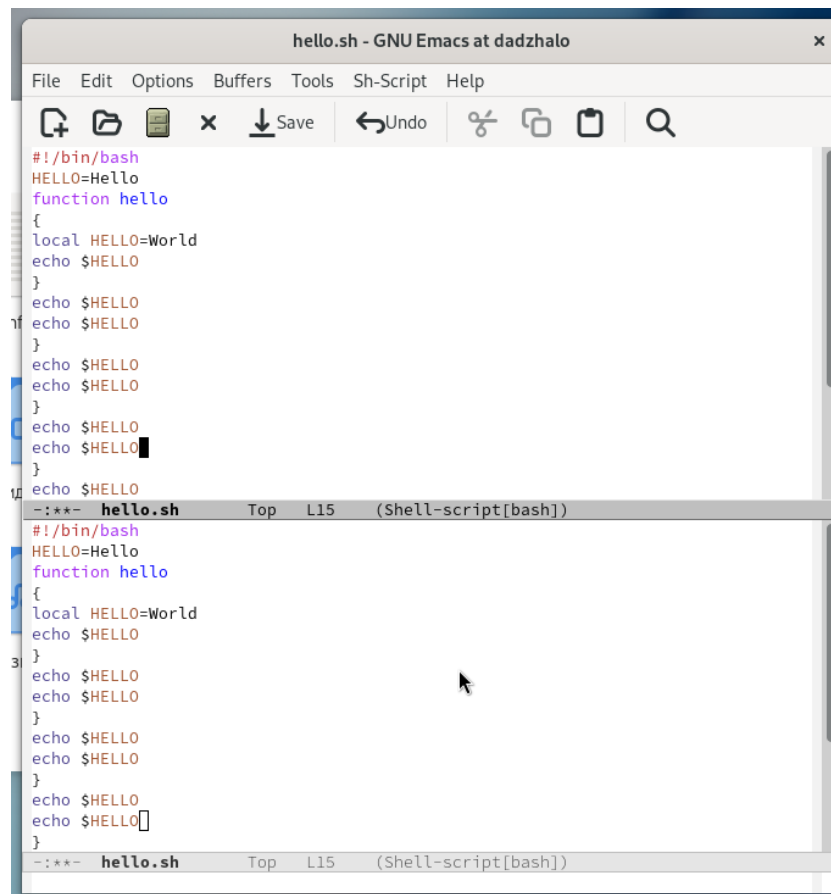 hello.sh - GNU Emacs at dadzhalo ×
File Edit Options Buffers Tools Sh-Script Help
Save Undo
#!/bin/bash
HELLO=Hello
function hello
{
local HELLO=World
echo $HELLO
}
echo $HELLO
echo $HELLO
}
echo $HELLO
echo $HELLO
}
echo $HELLO
echo $HELLO
}
echo $HELLO
-:**- hello.sh Top L15 (Shell-script[bash])
#!/bin/bash
HELLO=Hello
function hello
{
local HELLO=World
echo $HELLO
}
echo $HELLO
echo $HELLO
}
echo $HELLO
echo $HELLO
}
echo $HELLO
echo $HELLO
}
-:**- hello.sh Top L15 (Shell-script[bash])